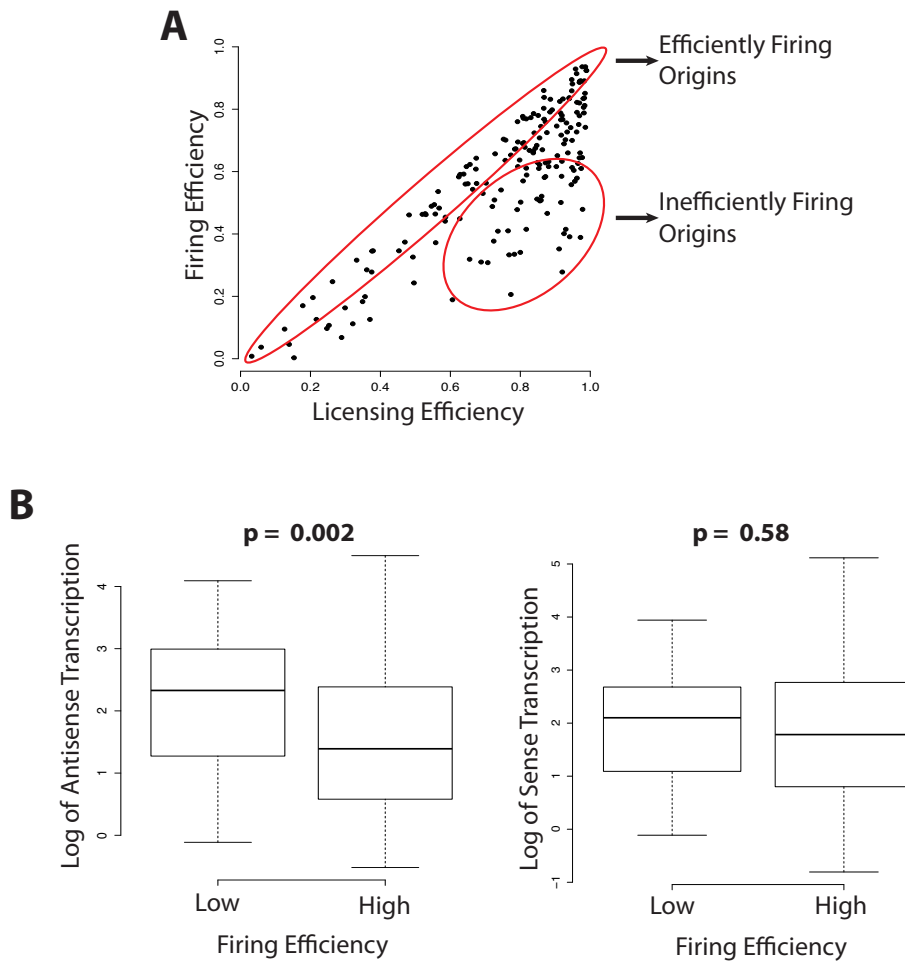 A
Efficiently Firing
Origins
Inefficiently Firing
Origins
Firing Efficiency
0.0
0.2
0.4
0.6
0.8
1.0
0.0
0.2
0.4
0.6
0.8
1.0
Licensing Efficiency
B
p = 0.002
Log of Antisense Transcription
0
1
2
3
4
Low
High
Firing Efficiency
p = 0.58
Log of Sense Transcription
−1
0
1
2
3
4
5
Low
High
Firing Efficiency